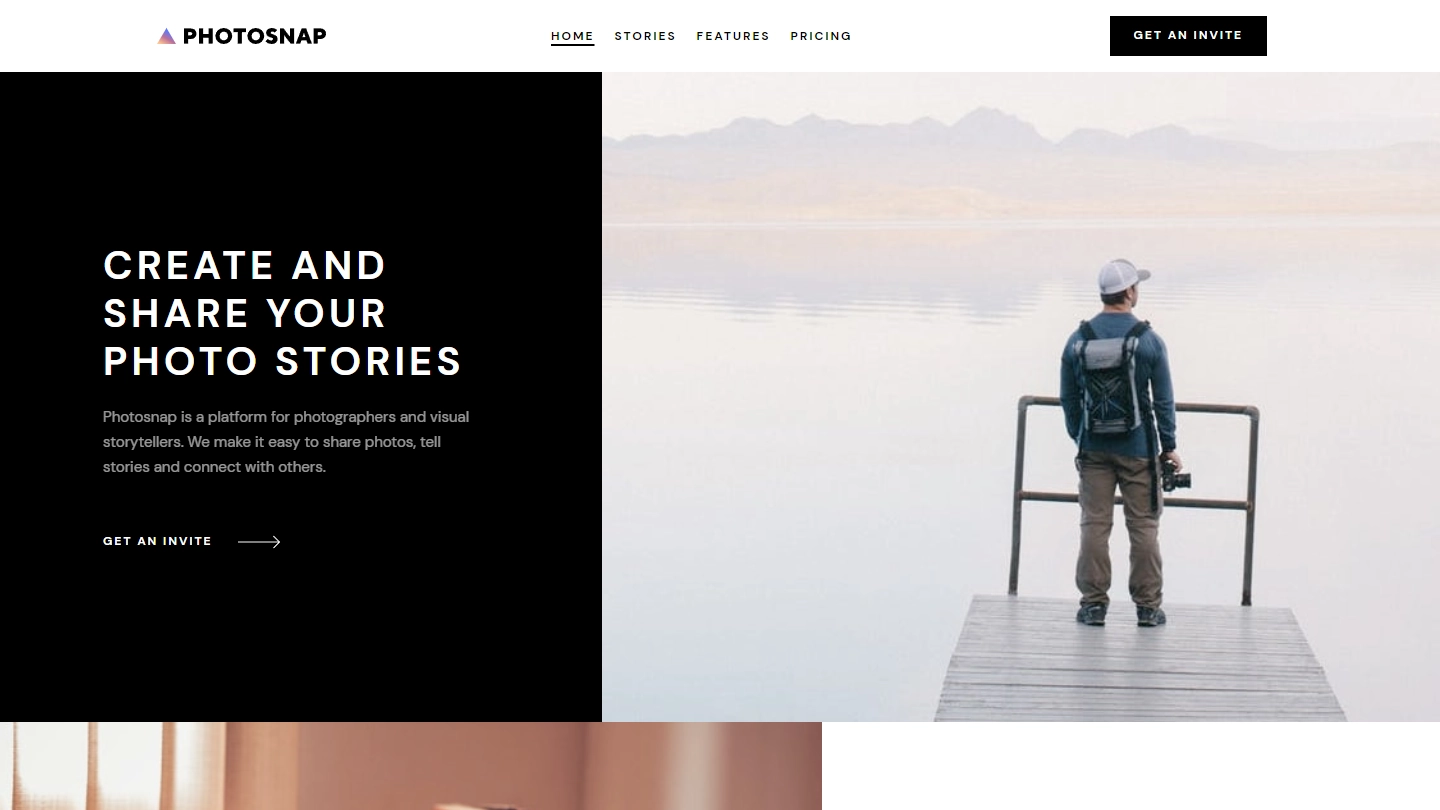 PHOTOSNAP
HOME STORIES FEATURES PRICING
GET AN INVITE
CREATE AND
SHARE YOUR
PHOTO STORIES
Photosnap is a platform for photographers and visual
storytellers. We make it easy to share photos, tell
stories and connect with others.
GET AN INVITE